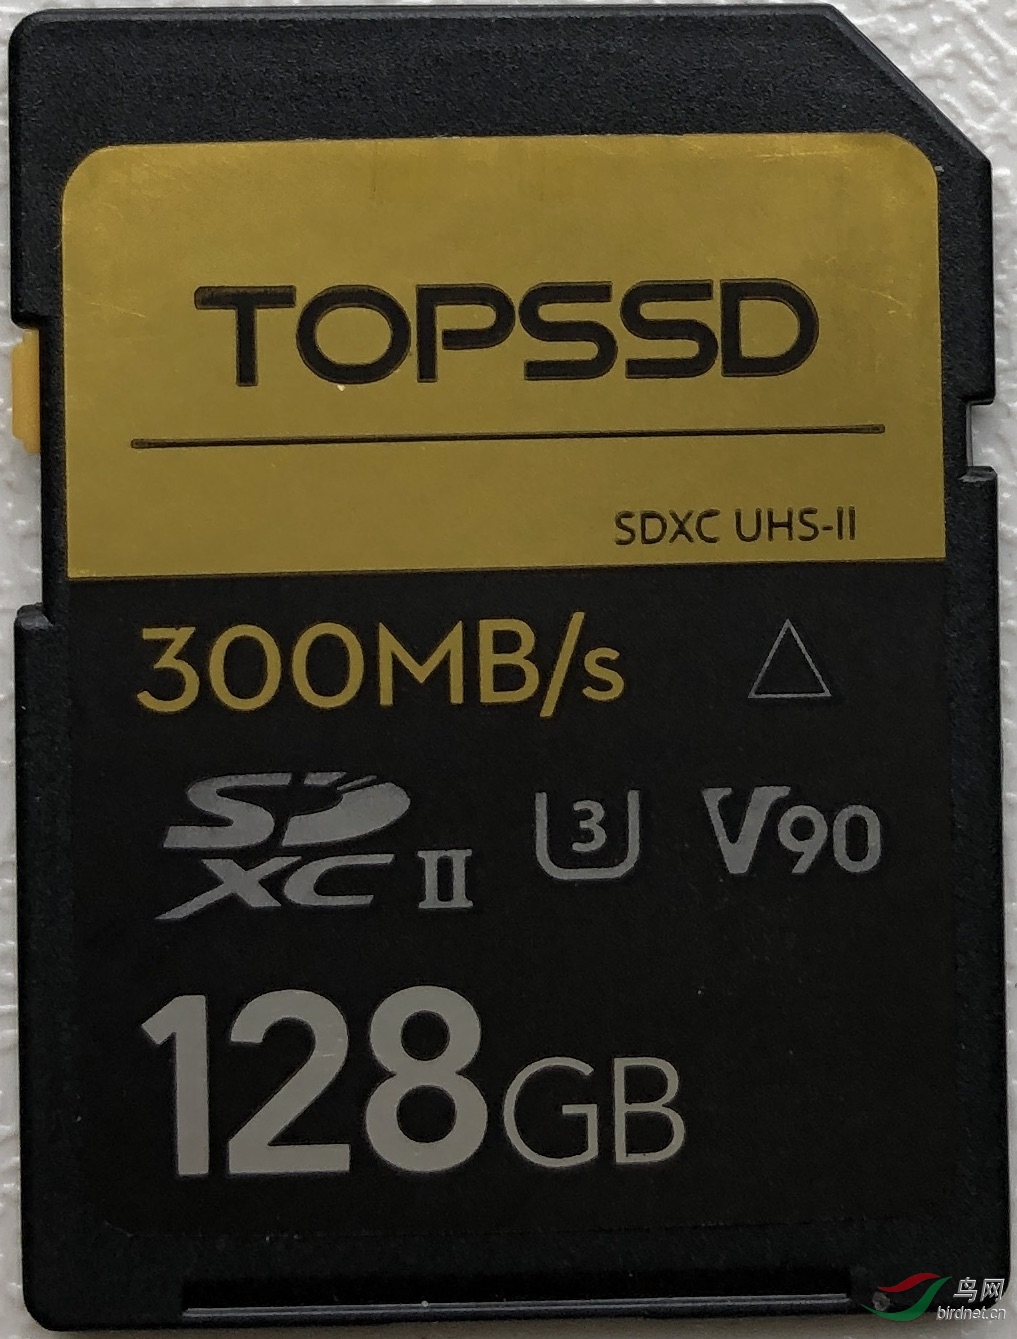 TOPSSD
SDXC UHS-II
300MB/s
SD XC II 3 V90
128GB
鸟网
birdnet.cn